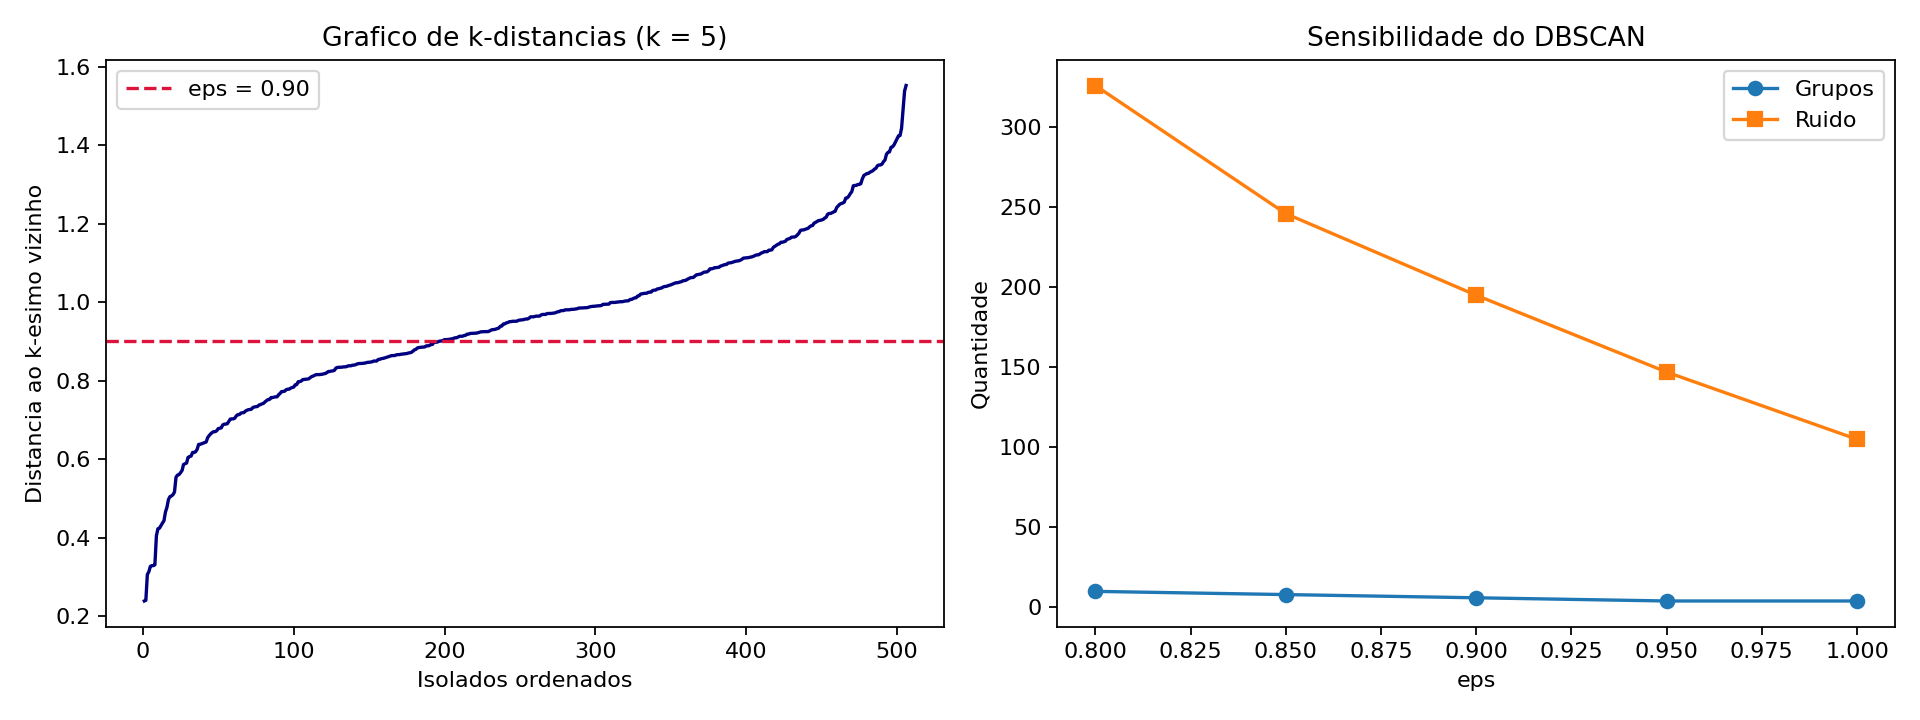 Grafico de k-distancias (k = 5)
eps = 0.90
Distancia ao k-esimo vizinho
1.6
1.4
1.2
1.0
0.8
0.6
0.4
0.2
0 100 200 300 400 500
Isolados ordenados
Sensibilidade do DBSCAN
Grupos
Ruido
Quantidade
300
250
200
150
100
50
0
0.800 0.825 0.850 0.875 0.900 0.925 0.950 0.975 1.000
eps